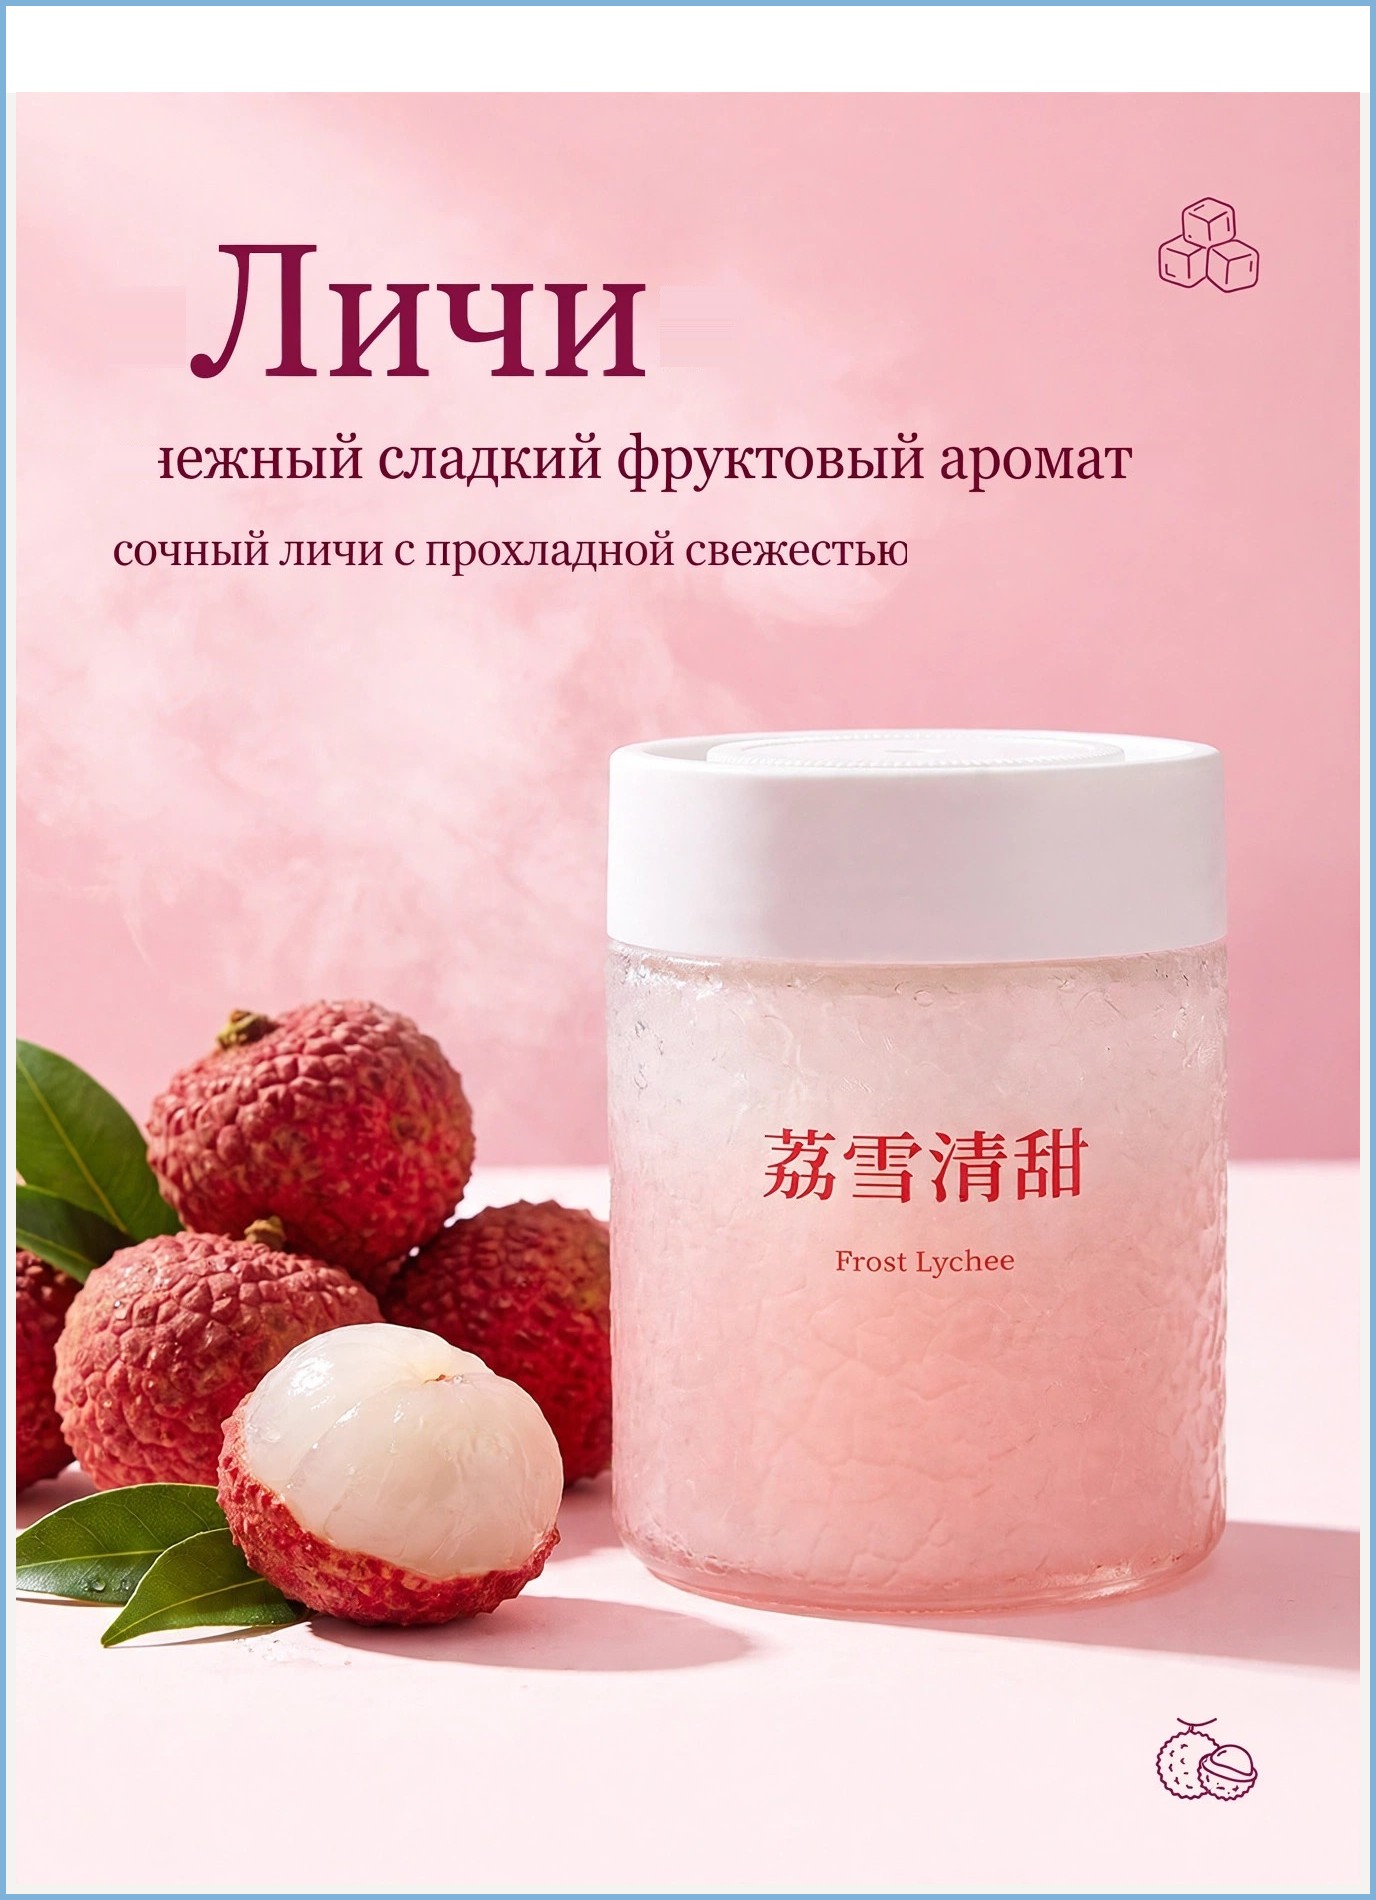 Личи
нежный сладкий фруктовый аромат
сочный личи с прохладной свежестью
荔雪清甜
Frost Lychee